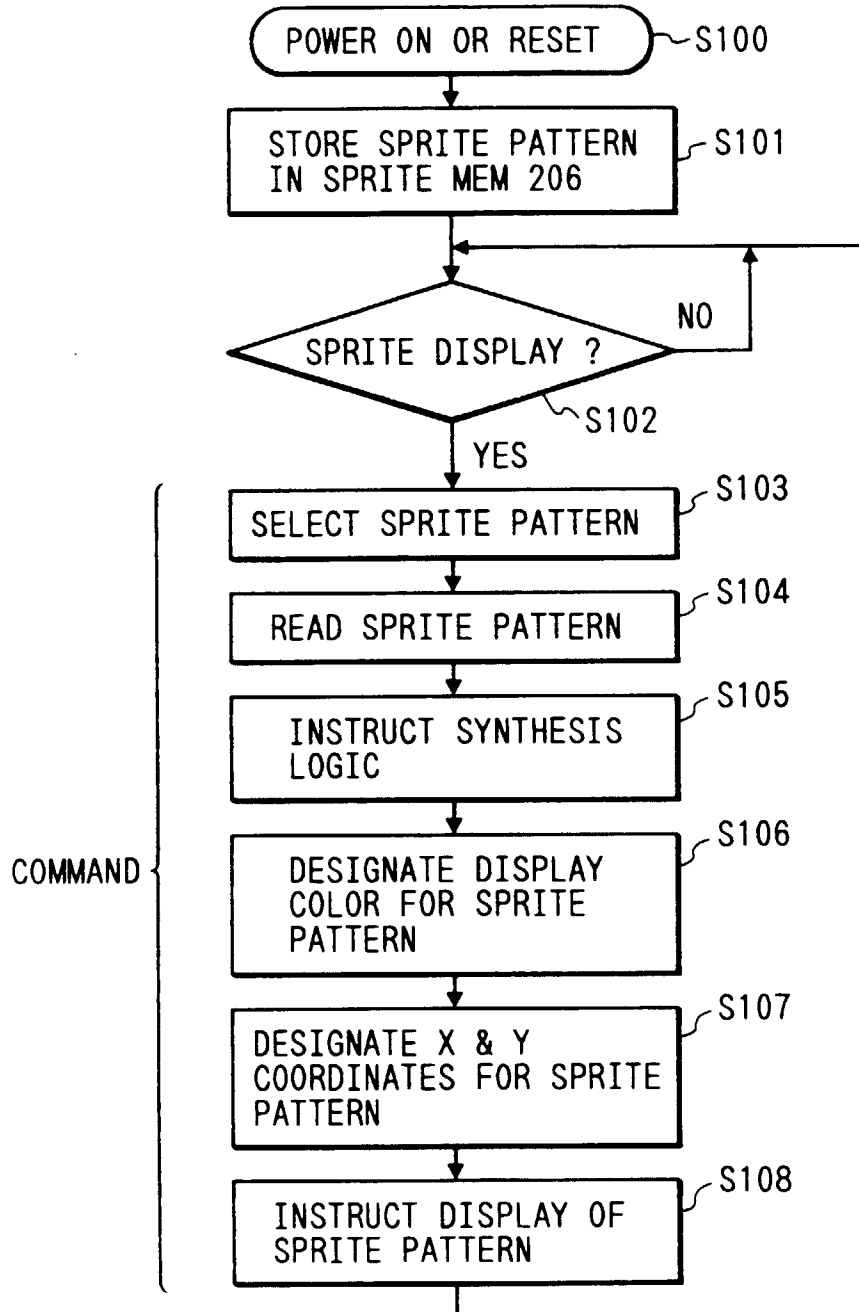 POWER ON OR RESET
S100
STORE SPRITE PATTERN
IN SPRITE MEM 206
S101
SPRITE DISPLAY ?
NO
S102
YES
SELECT SPRITE PATTERN
S103
READ SPRITE PATTERN
S104
INSTRUCT SYNTHESIS
LOGIC
S105
COMMAND
DESIGNATE DISPLAY
COLOR FOR SPRITE
PATTERN
S106
DESIGNATE X & Y
COORDINATES FOR SPRITE
PATTERN
S107
INSTRUCT DISPLAY OF
SPRITE PATTERN
S108